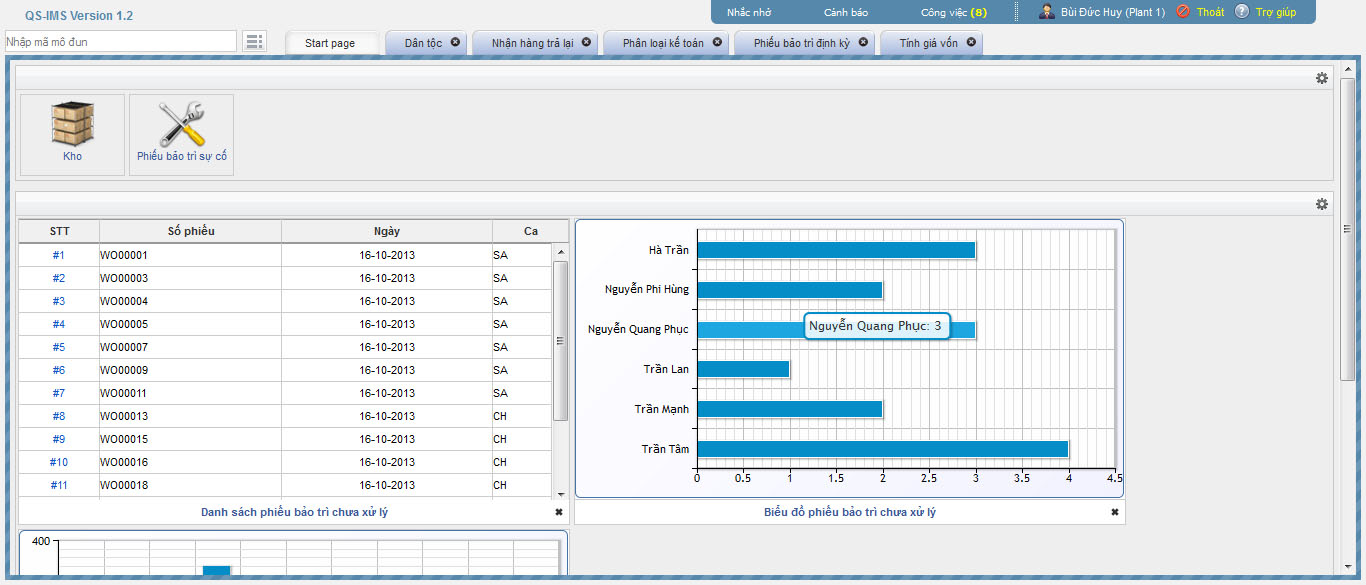 QS-IMS Version 1.2
Nhắc nhở Cảnh báo Công việc (8) Bùi Đức Huy (Plant 1) Thoát Trợ giúp
Nhập mã mô đun
Start page Dân tộc Nhận hàng trả lại Phân loại kế toán Phiếu bảo trì định kỳ Tính giá vốn
Kho Phiếu bảo trì sự cố
STT Số phiếu Ngày Ca
#1 WO00001 16-10-2013 SA
#2 WO00003 16-10-2013 SA
#3 WO00004 16-10-2013 SA
#4 WO00005 16-10-2013 SA
#5 WO00007 16-10-2013 SA
#6 WO00009 16-10-2013 SA
#7 WO00011 16-10-2013 SA
#8 WO00013 16-10-2013 CH
#9 WO00015 16-10-2013 CH
#10 WO00016 16-10-2013 CH
#11 WO00018 16-10-2013 CH
Danh sách phiếu bảo trì chưa xử lý
Hà Trần
Nguyễn Phi Hùng
Nguyễn Quang Phục
Nguyễn Quang Phục: 3
Trần Lan
Trần Mạnh
Trần Tâm
0 0.5 1 1.5 2 2.5 3 3.5 4 4.5
Biểu đồ phiếu bảo trì chưa xử lý
400